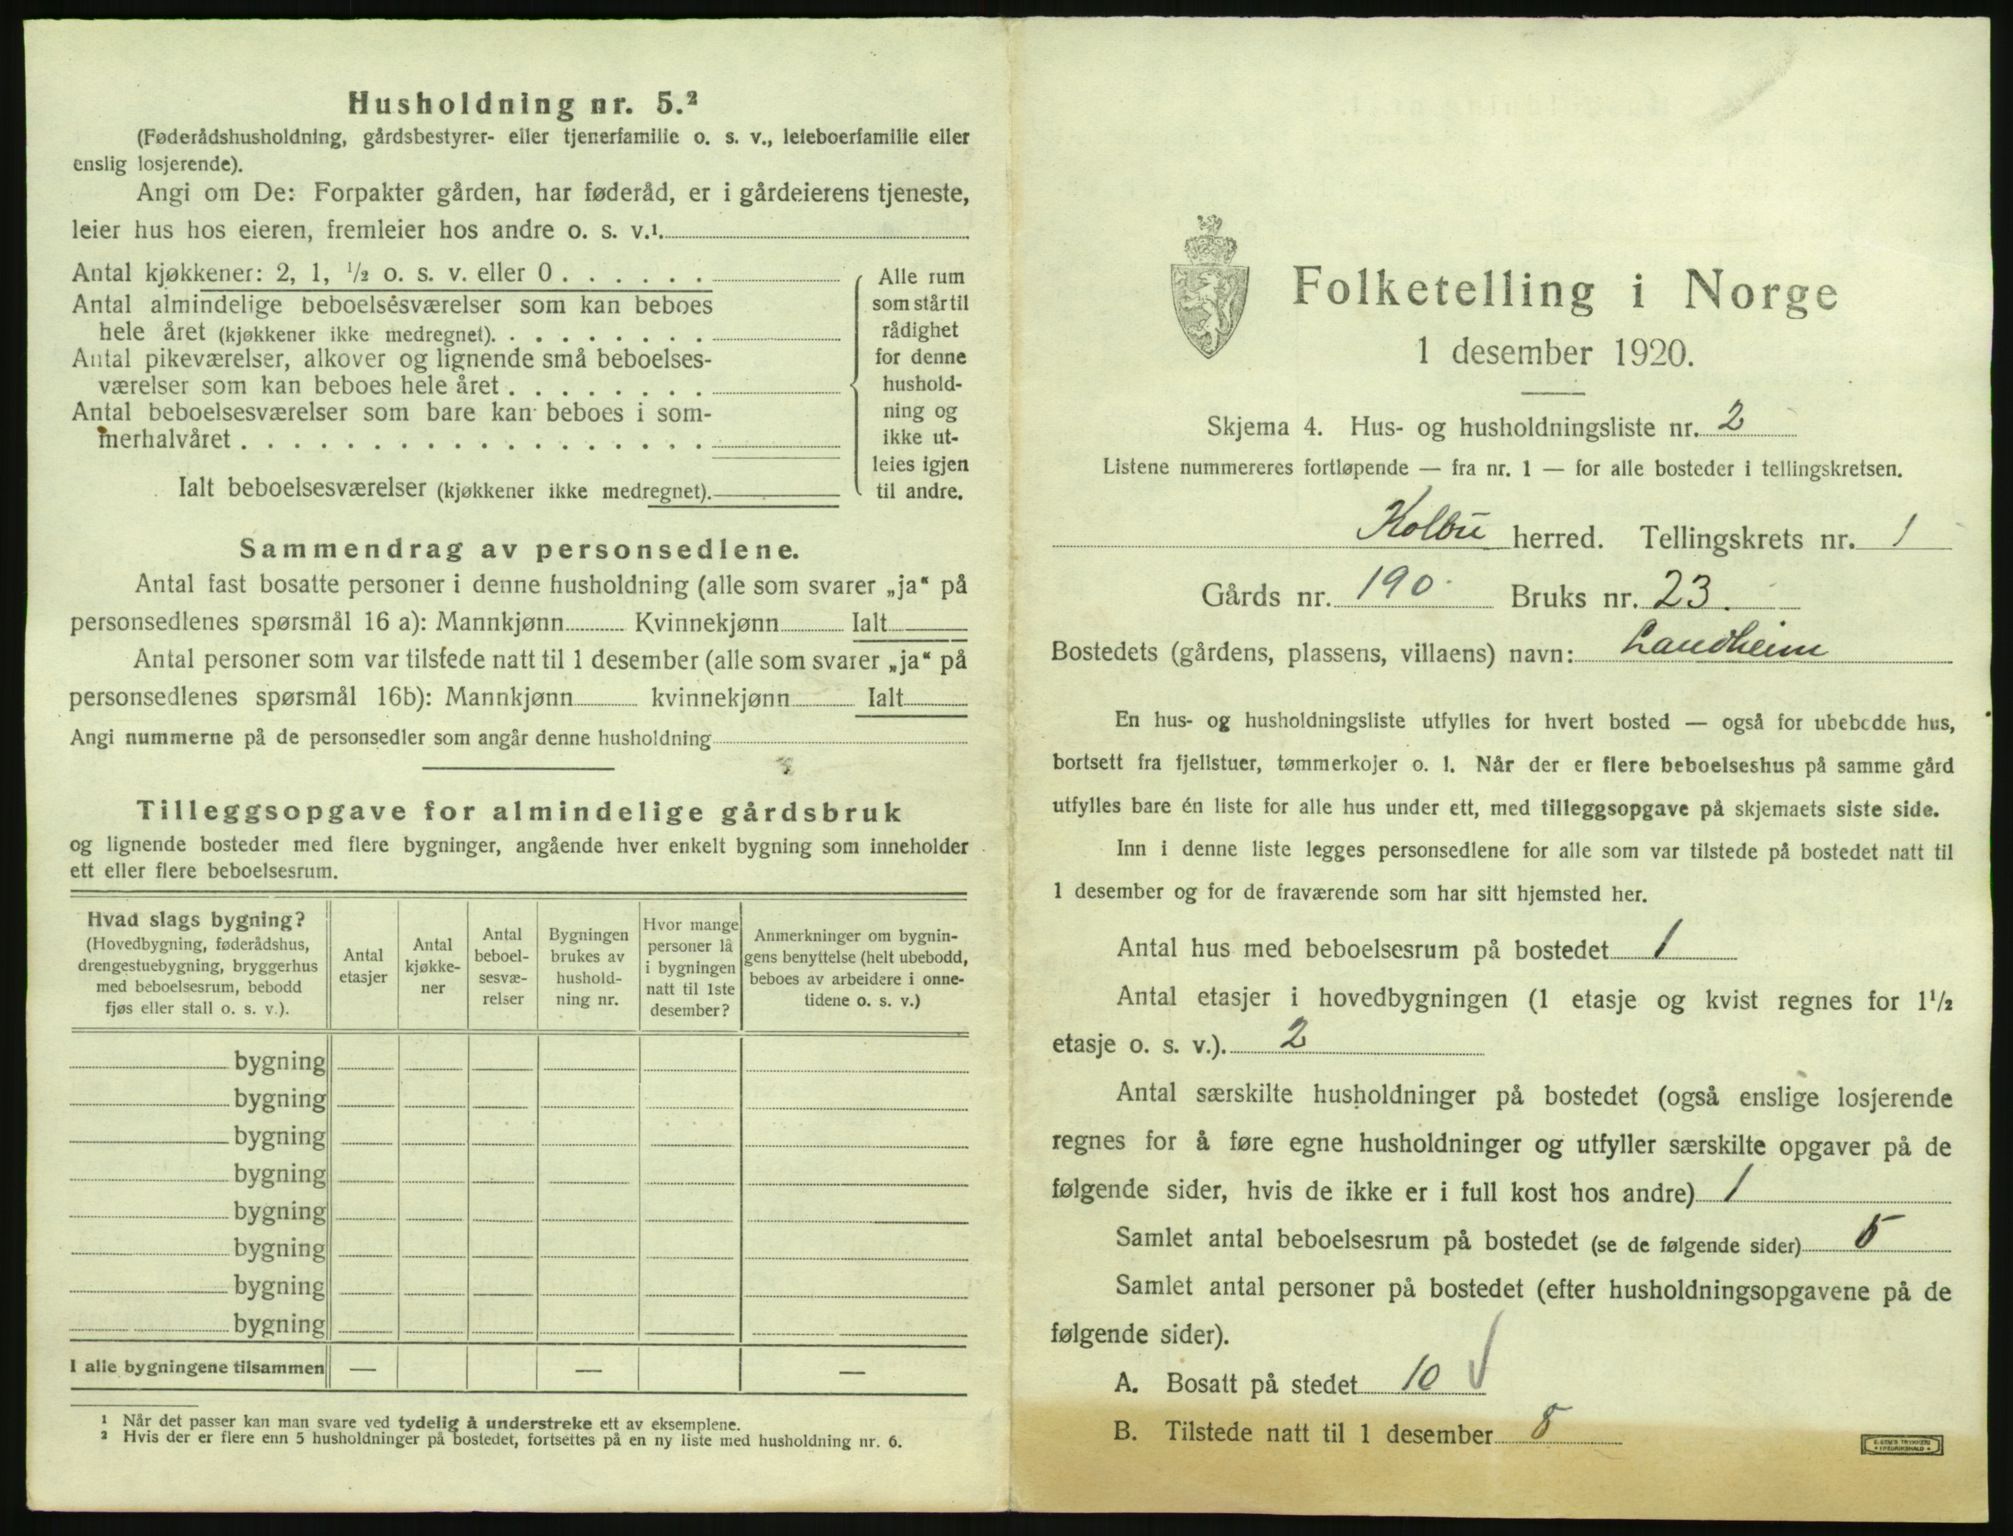 Husholdning nr. 5.²
(Føderådshusholdning, gårdsbestyrer- eller tjenerfamilie o. s. v., leieboerfamilie eller
enslig losjerende).
Angi om De: Forpakter gården, har føderåd, er i gårdeierens tjeneste,
leier hus hos eieren, fremleier hos andre o. s. v.¹
Antal kjøkkener: 2, 1, ½ o. s. v. eller 0 . . . . . .
Antal almindelige beboelsesværelser som kan beboes
hele året (kjøkkener ikke medregnet). . . . . . . . .
Antal pikeværelser, alkover og lignende små beboelses-
værelser som kan beboes hele året . . . . . . . .
Antal beboelsesværelser som bare kan beboes i som-
merhalvåret . . . . . . . . . . . . . . . . . .
Ialt beboelsesværelser (kjøkkener ikke medregnet).
Alle rum
som står til
rådighet
for denne
hushold-
ning og
ikke ut-
leies igjen
til andre.
Sammendrag av personsedlene.
Antal fast bosatte personer i denne husholdning (alle som svarer „ja“ på
personsedlenes spørsmål 16 a): Mannkjønn Kvinnekjønn Ialt
Antal personer som var tilstede natt til 1 desember (alle som svarer „ja“ på
personsedlenes spørsmål 16b): Mannkjønn kvinnekjønn Ialt
Angi nummerne på de personsedler som angår denne husholdning
Tilleggsopgave for almindelige gårdsbruk
og lignende bosteder med flere bygninger, angående hver enkelt bygning som inneholder
ett eller flere beboelsesrum.
Hvad slags bygning?
(Hovedbygning, føderådshus,
drengestuebygning, bryggerhus
med beboelsesrum, bebodd
fjøs eller stall o. s. v.).
Antal
etasjer
Antal
kjøkke-
ner
Antal
beboel-
sesvæ-
relser
Bygningen
brukes av
hushold-
ning nr.
Hvor mange
personer lå
i bygningen
natt til 1ste
desember?
Anmerkninger om bygnin-
gens benyttelse (helt ubebodd,
beboes av arbeidere i onne-
tidene o. s. v.)
bygning
bygning
bygning
bygning
bygning
bygning
bygning
bygning
I alle bygningene tilsammen — — —
¹ Når det passer kan man svare ved tydelig å understreke ett av eksemplene.
² Hvis der er flere enn 5 husholdninger på bostedet, fortsettes på en ny liste med husholdning nr. 6.
Folketelling i Norge
1 desember 1920.
Skjema 4. Hus- og husholdningsliste nr. 2
Listene nummereres fortløpende — fra nr. 1 — for alle bosteder i tellingskretsen.
Kolbu herred. Tellingskrets nr. 1
Gårds nr. 190 Bruks nr. 23.
Bostedets (gårdens, plassens, villaens) navn: Landheim
En hus- og husholdningsliste utfylles for hvert bosted — også for ubebodde hus,
bortsett fra fjellstuer, tømmerkojer o. l. Når der er flere beboelseshus på samme gård
utfylles bare én liste for alle hus under ett, med tilleggsopgave på skjemaets siste side.
Inn i denne liste legges personsedlene for alle som var tilstede på bostedet natt til
1 desember og for de fraværende som har sitt hjemsted her.
Antal hus med beboelsesrum på bostedet 1
Antal etasjer i hovedbygningen (1 etasje og kvist regnes for 1½
etasje o. s. v.). 2
Antal særskilte husholdninger på bostedet (også enslige losjerende
regnes for å føre egne husholdninger og utfyller særskilte opgaver på de
følgende sider, hvis de ikke er i full kost hos andre) 1
Samlet antal beboelsesrum på bostedet (se de følgende sider) 5
Samlet antal personer på bostedet (efter husholdningsopgavene på de
følgende sider).
A. Bosatt på stedet 10 √
B. Tilstede natt til 1 desember 8